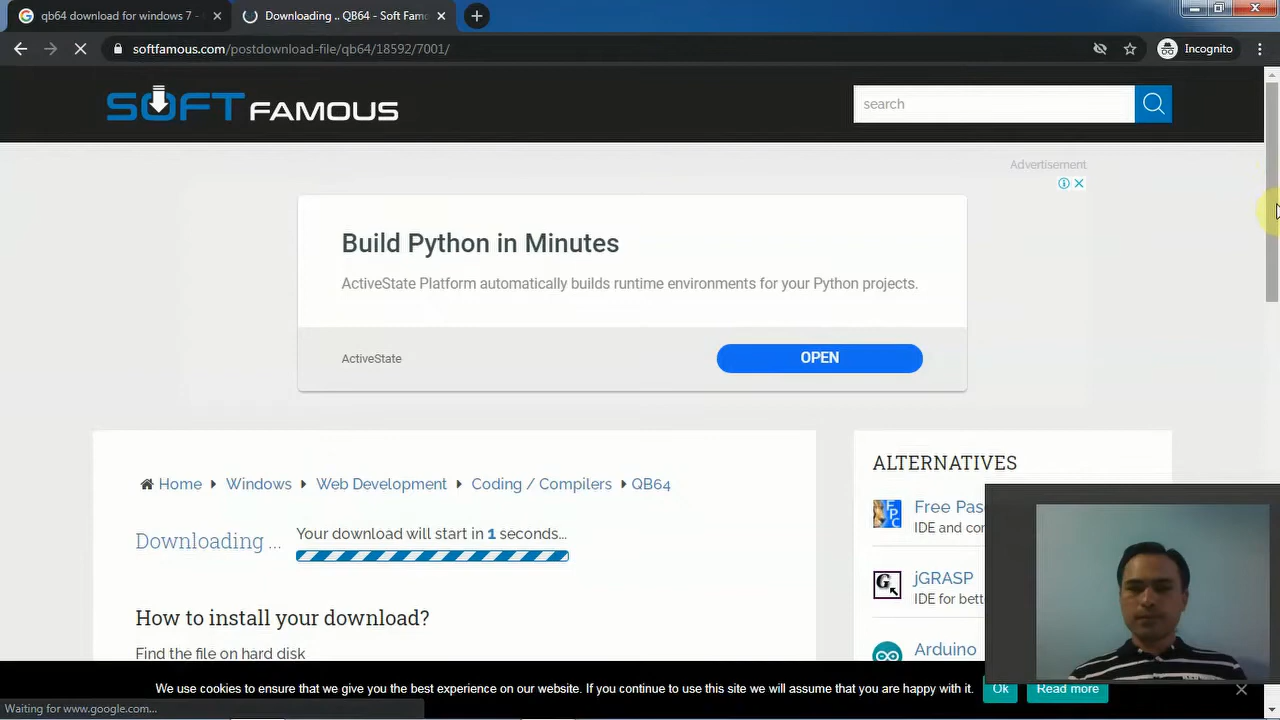 qb64 download for windows 7 -
Downloading .. QB64 - Soft Famo
softfamous.com/postdownload-file/qb64/18592/7001/
Incognito
SOFT FAMOUS
search
Advertisement
Build Python in Minutes
ActiveState Platform automatically builds runtime environments for your Python projects.
ActiveState
OPEN
Home Windows Web Development Coding / Compilers QB64
Downloading ...
Your download will start in 1 seconds...
How to install your download?
Find the file on hard disk
ALTERNATIVES
Free Pas
IDE and con
jGRASP
IDE for bett
Arduino
We use cookies to ensure that we give you the best experience on our website. If you continue to use this site we will assume that you are happy with it.
Ok
Read more
Waiting for www.google.com...